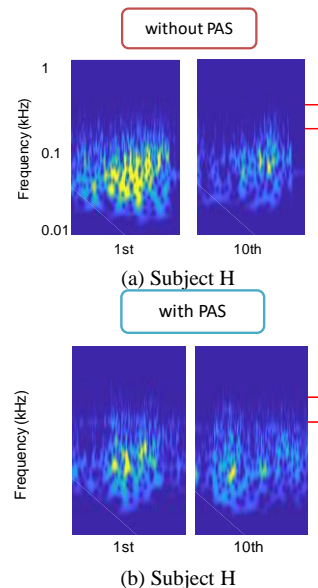 without PAS
1
0.1
0.01
Frequency (kHz)
1st 10th
(a) Subject H
with PAS
Frequency (kHz)
1st 10th
(b) Subject H